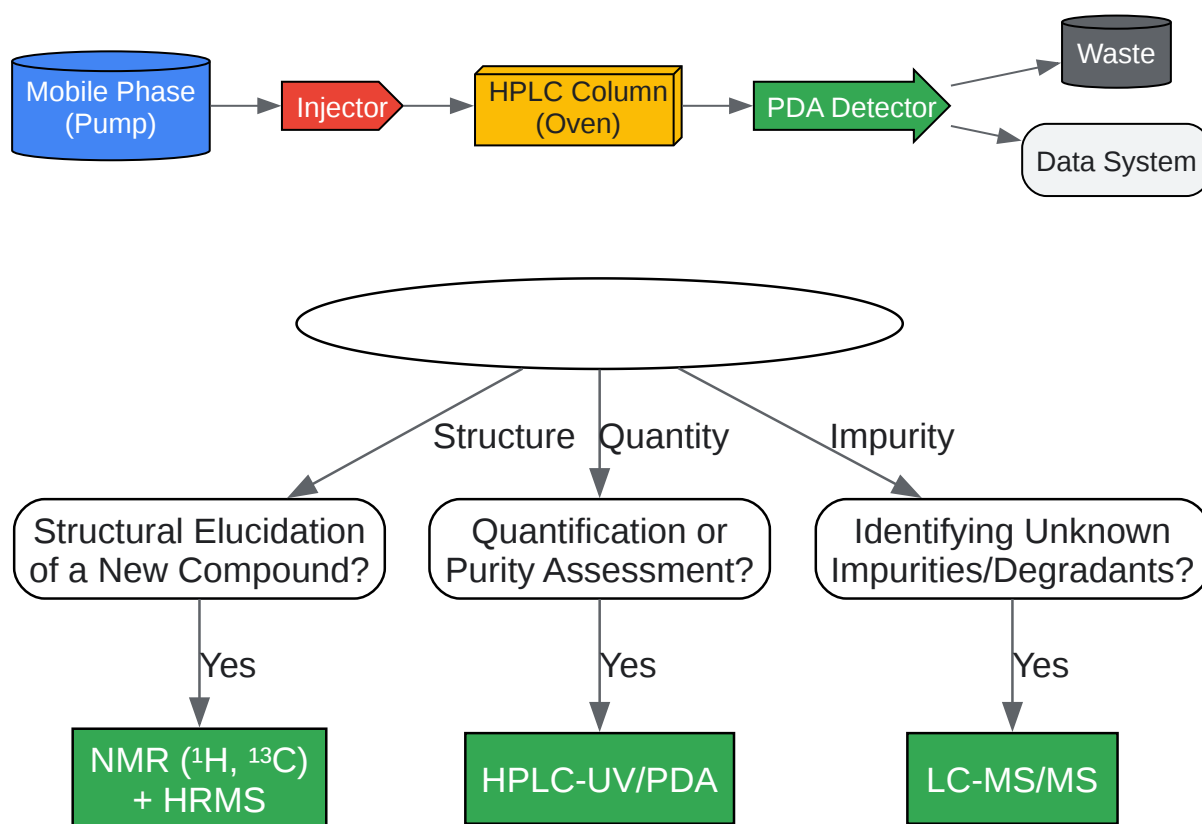 Mobile Phase
(Pump)
Injector
HPLC Column
(Oven)
PDA Detector
Waste
Data System
Structure
Quantity
Impurity
Structural Elucidation
of a New Compound?
Quantification or
Purity Assessment?
Identifying Unknown
Impurities/Degradants?
Yes
Yes
Yes
NMR (¹H, ¹³C)
+ HRMS
HPLC-UV/PDA
LC-MS/MS